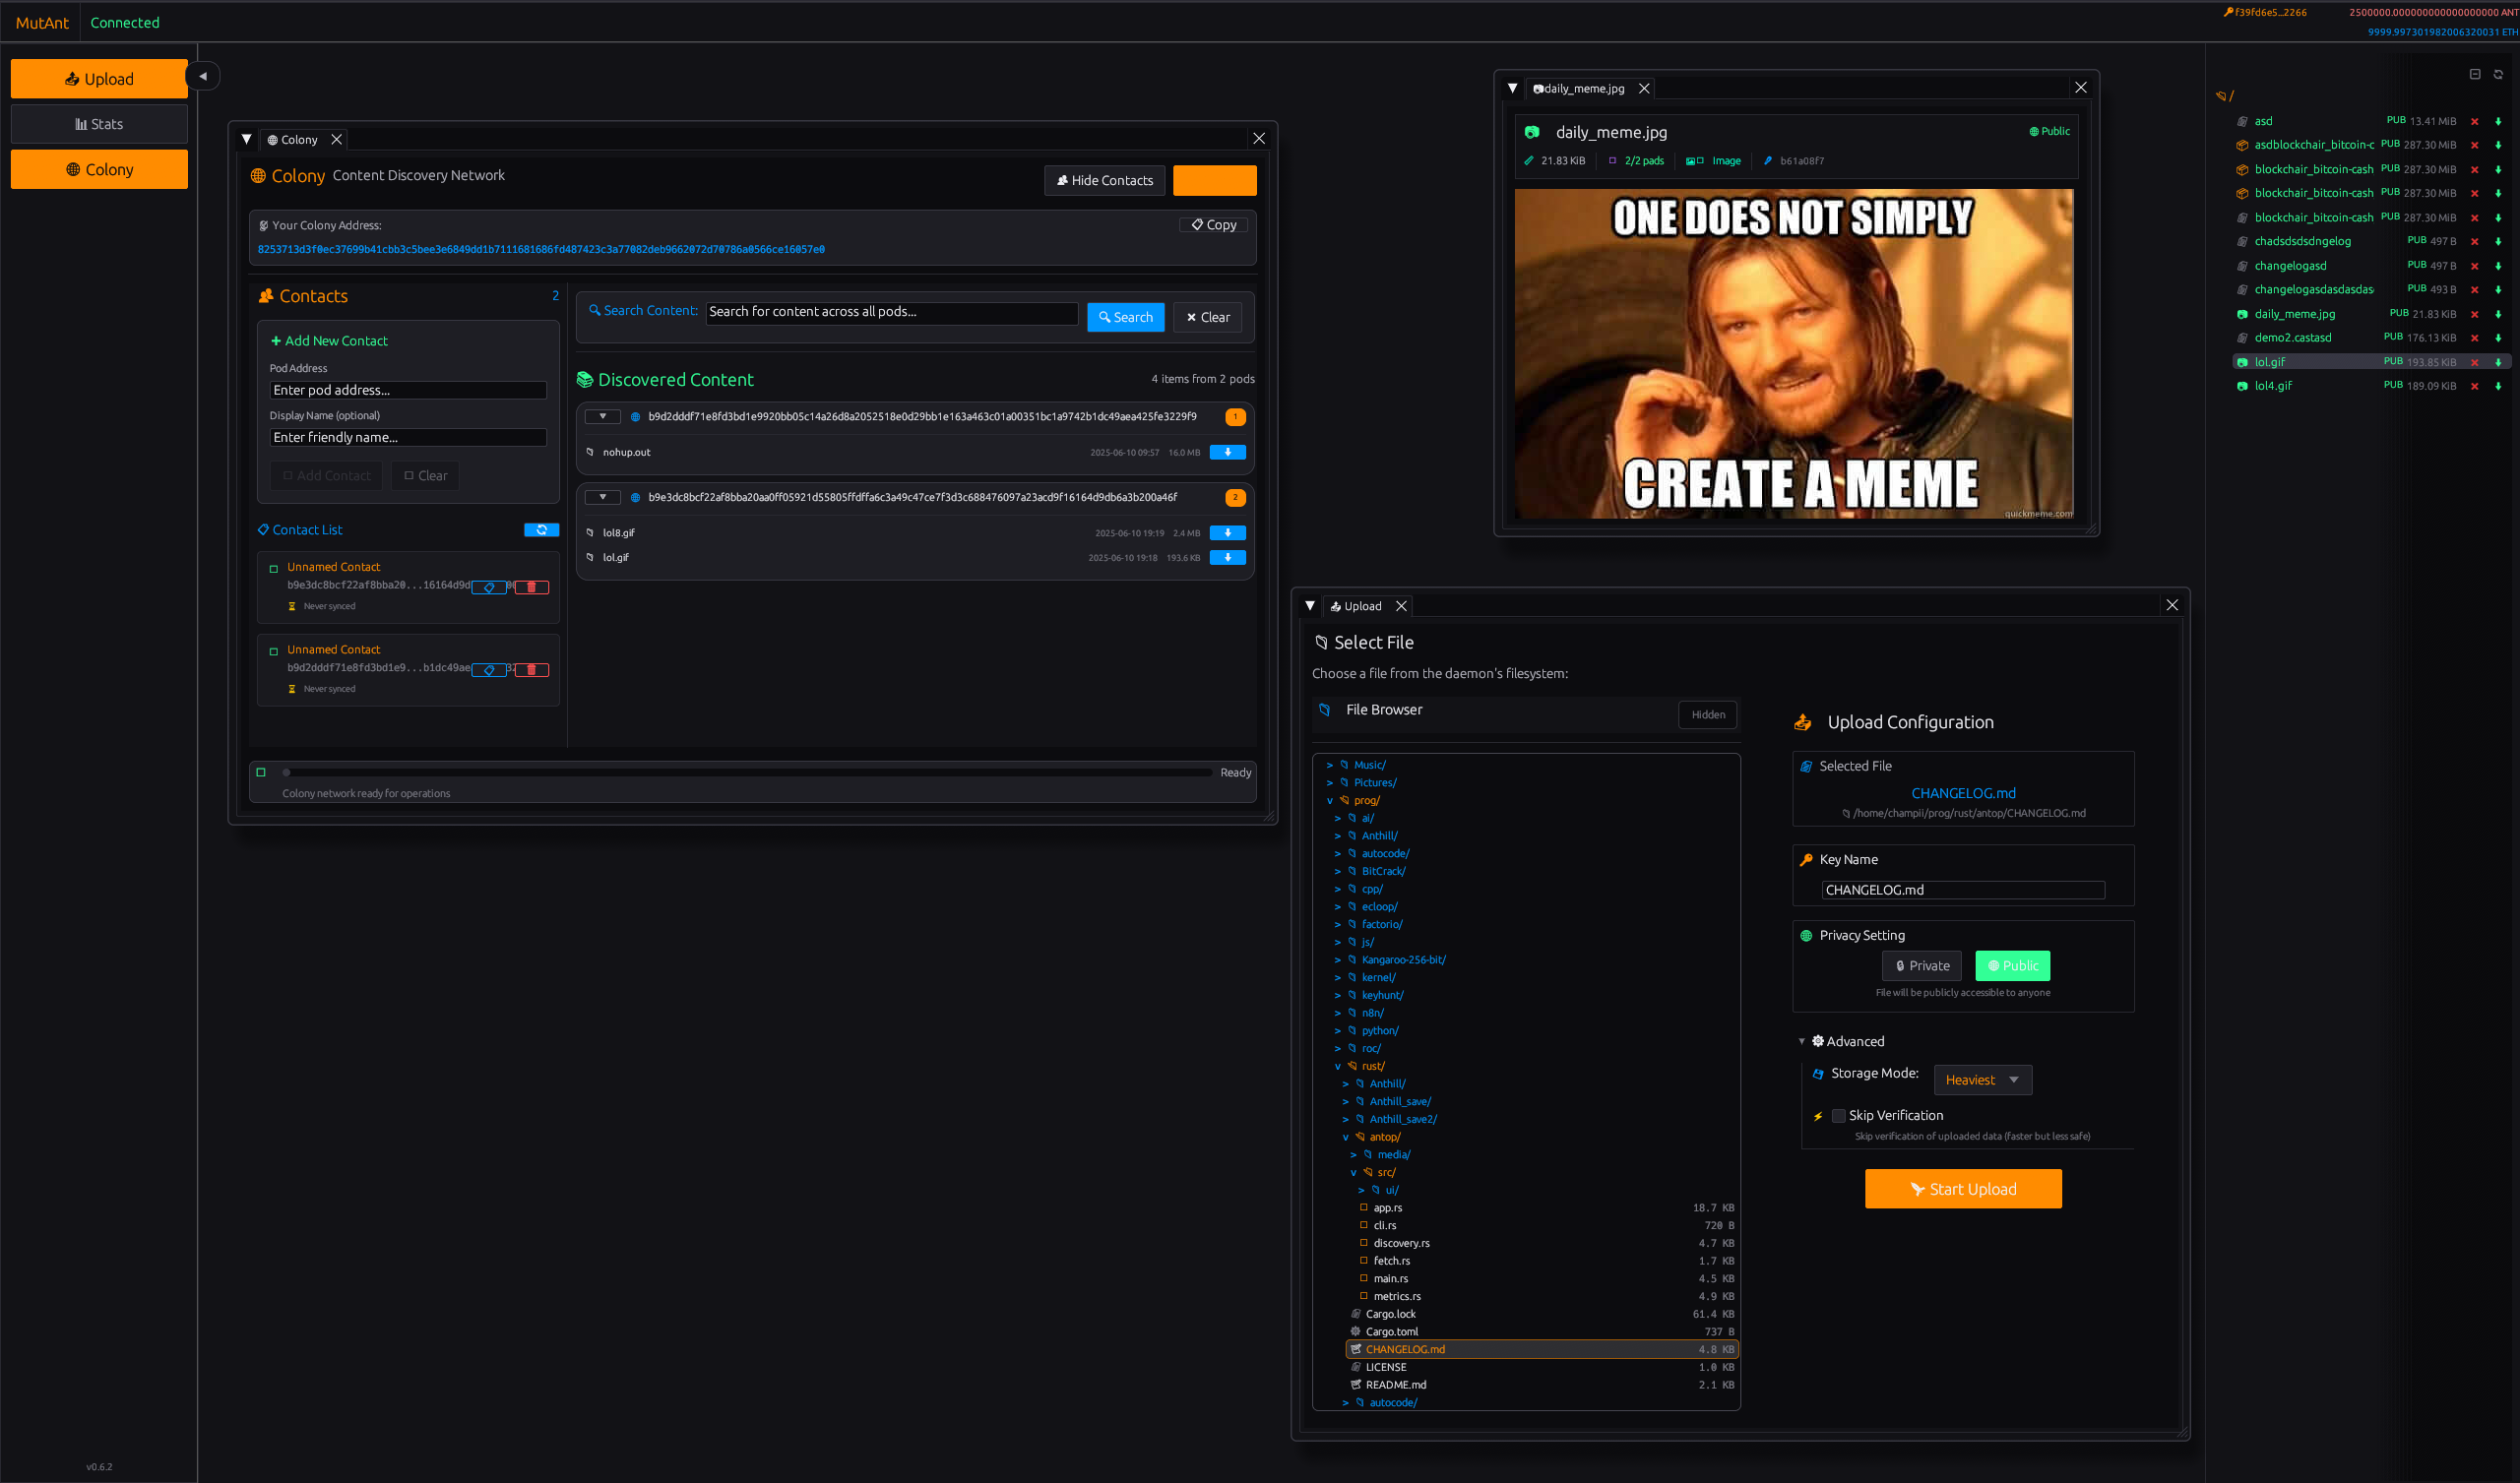 MutAnt
Connected
f39fd6e5...2266
2500000.000000000000000000 ANT
9999.997301982006320031 ETH
Upload
Stats
Colony
v0.6.2
Colony
Colony Content Discovery Network
Hide Contacts
Your Colony Address:
Copy
8253713d3f0ec37699b41cbb3c5bee3e6849dd1b7111681686fd487423c3a77082deb9662072d70786a0566ce16057e0
Contacts 2
Add New Contact
Pod Address
Enter pod address...
Display Name (optional)
Enter friendly name...
Add Contact
Clear
Contact List
Unnamed Contact
b9e3dc8bcf22af8bba20...16164d9d
Never synced
Unnamed Contact
b9d2dddf71e8fd3bd1e9...b1dc49ae
Never synced
Search Content:
Search for content across all pods...
Search
Clear
Discovered Content
4 items from 2 pods
b9d2dddf71e8fd3bd1e9920bb05c14a26d8a2052518e0d29bb1e163a463c01a00351bc1a9742b1dc49aea425fe3229f9 1
nohup.out 2025-06-10 09:57 16.0 MB
b9e3dc8bcf22af8bba20aa0ff05921d55805ffdffa6c3a49c47ce7f3d3c688476097a23acd9f16164d9db6a3b200a46f 2
lol8.gif 2025-06-10 19:19 2.4 MB
lol.gif 2025-06-10 19:18 193.6 KB
Ready
Colony network ready for operations
daily_meme.jpg
daily_meme.jpg
Public
21.83 KiB 2/2 pads Image b61a08f7
ONE DOES NOT SIMPLY
CREATE A MEME
quickmeme.com
Upload
Select File
Choose a file from the daemon's filesystem:
File Browser
Hidden
> Music/
> Pictures/
v prog/
> ai/
> Anthill/
> autocode/
> BitCrack/
> cpp/
> ecloop/
> factorio/
> js/
> Kangaroo-256-bit/
> kernel/
> keyhunt/
> n8n/
> python/
> roc/
v rust/
> Anthill/
> Anthill_save/
> Anthill_save2/
v antop/
> media/
v src/
> ui/
app.rs 18.7 KB
cli.rs 720 B
discovery.rs 4.7 KB
fetch.rs 1.7 KB
main.rs 4.5 KB
metrics.rs 4.9 KB
Cargo.lock 61.4 KB
Cargo.toml 737 B
CHANGELOG.md 4.8 KB
LICENSE 1.0 KB
README.md 2.1 KB
> autocode/
Upload Configuration
Selected File
CHANGELOG.md
/home/champii/prog/rust/antop/CHANGELOG.md
Key Name
CHANGELOG.md
Privacy Setting
Private
Public
File will be publicly accessible to anyone
Advanced
Storage Mode:
Heaviest
Skip Verification
Skip verification of uploaded data (faster but less safe)
Start Upload
/
asd PUB 13.41 MiB
asdblockchair_bitcoin-c PUB 287.30 MiB
blockchair_bitcoin-cash PUB 287.30 MiB
blockchair_bitcoin-cash PUB 287.30 MiB
blockchair_bitcoin-cash PUB 287.30 MiB
chadsdsdsdngelog PUB 497 B
changelogasd PUB 497 B
changelogasdasdasdas PUB 493 B
daily_meme.jpg PUB 21.83 KiB
demo2.castasd PUB 176.13 KiB
lol.gif PUB 193.85 KiB
lol4.gif PUB 189.09 KiB